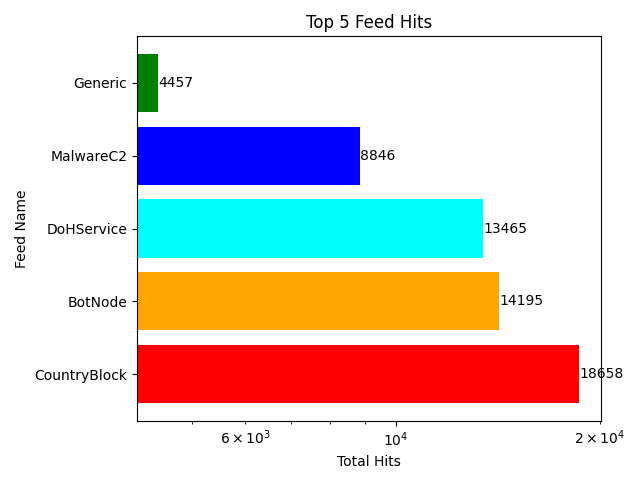 Top 5 Feed Hits
Generic
4457
MalwareC2
8846
DoHService
13465
BotNode
14195
CountryBlock
18658
Feed Name
6 × 10³
10⁴
2 × 10⁴
Total Hits